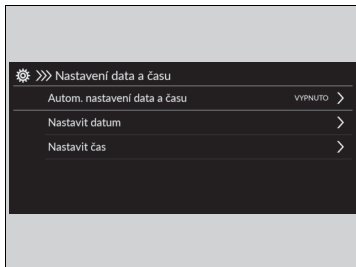 Nastavení data a času
Autom. nastavení data a času VYPNUTO
Nastavit datum
Nastavit čas